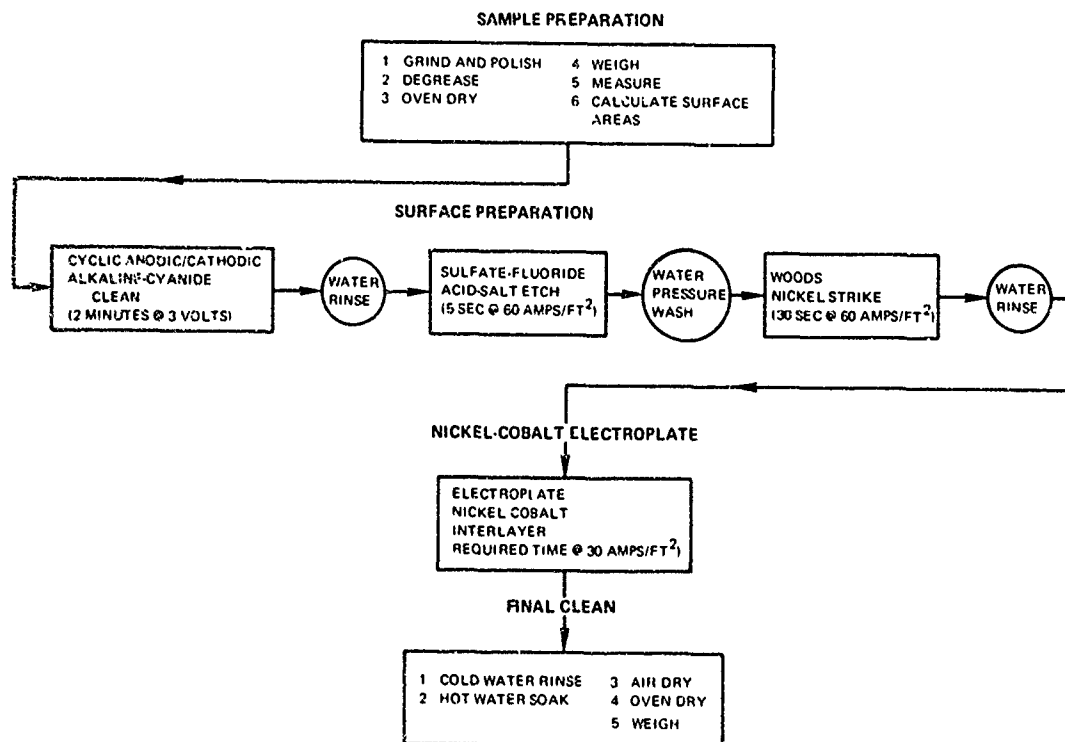 SAMPLE PREPARATION
1 GRIND AND POLISH
2 DEGREASE
3 OVEN DRY
4 WEIGH
5 MEASURE
6 CALCULATE SURFACE
AREAS
SURFACE PREPARATION
CYCLIC ANODIC/CATHODIC
ALKALINE-CYANIDE
CLEAN
(2 MINUTES @ 3 VOLTS)
WATER
RINSE
SULFATE-FLUORIDE
ACID-SALT ETCH
(5 SEC @ 60 AMPS/FT²)
WATER
PRESSURE
WASH
WOODS
NICKEL STRIKE
(30 SEC @ 60 AMPS/FT²)
WATER
RINSE
NICKEL-COBALT ELECTROPLATE
ELECTROPLATE
NICKEL COBALT
INTERLAYER
REQUIRED TIME @ 30 AMPS/FT²)
FINAL CLEAN
1 COLD WATER RINSE
2 HOT WATER SOAK
3 AIR DRY
4 OVEN DRY
5 WEIGH